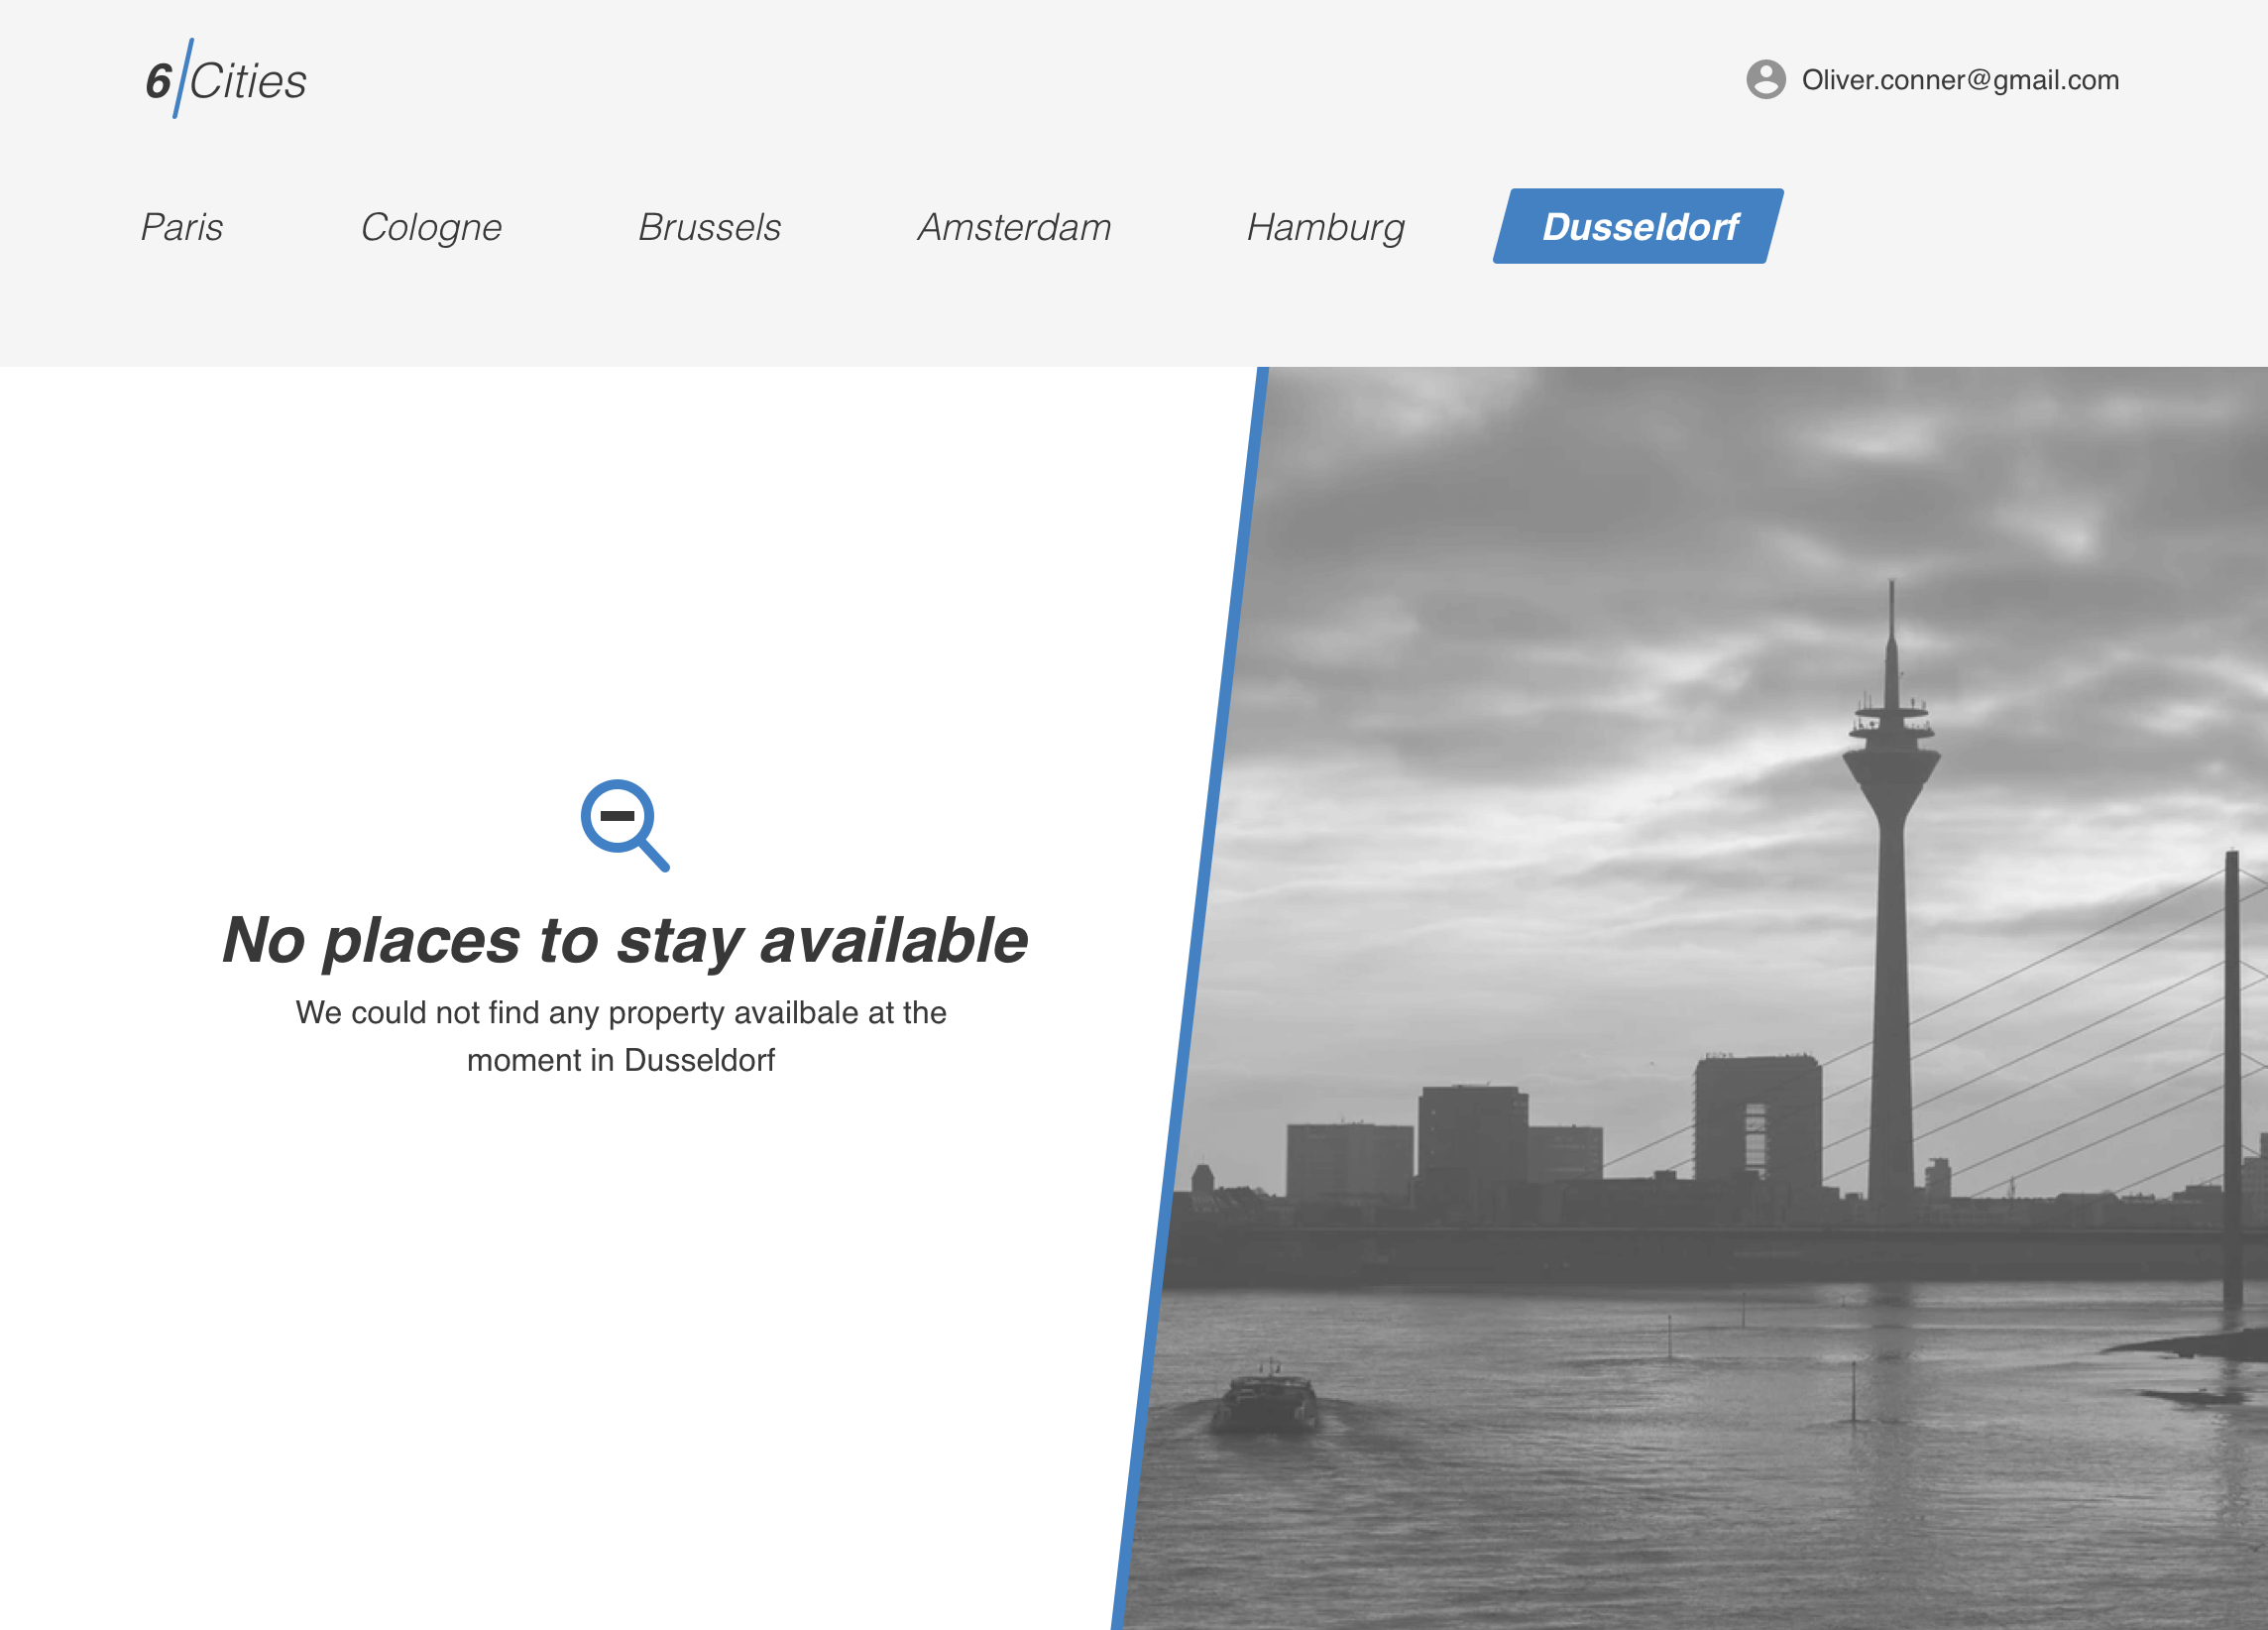 6 Cities
Oliver.conner@gmail.com
Paris
Cologne
Brussels
Amsterdam
Hamburg
Dusseldorf
No places to stay available
We could not find any property availbale at the
moment in Dusseldorf